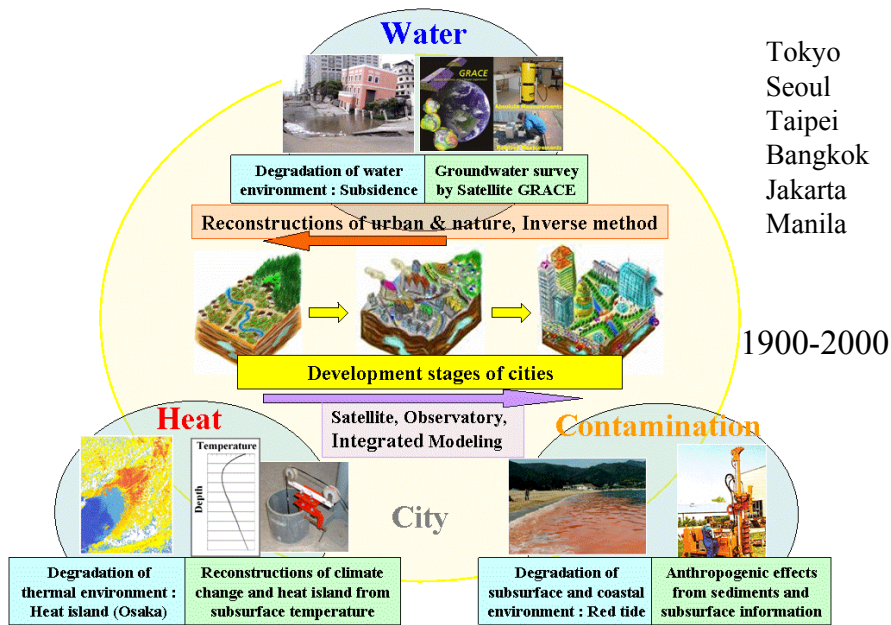 Water
Tokyo
Seoul
Taipei
Bangkok
Jakarta
Manila
GRACE
Absolute Measurements
Measurements
Degradation of water
environment : Subsidence
Groundwater survey
by Satellite GRACE
Reconstructions of urban & nature, Inverse method
1900-2000
Development stages of cities
Satellite, Observatory,
Integrated Modeling
Heat
Contamination
Temperature
Depth
City
Degradation of
thermal environment :
Heat island (Osaka)
Reconstructions of climate
change and heat island from
subsurface temperature
Degradation of
subsurface and coastal
environment : Red tide
Anthropogenic effects
from sediments and
subsurface information